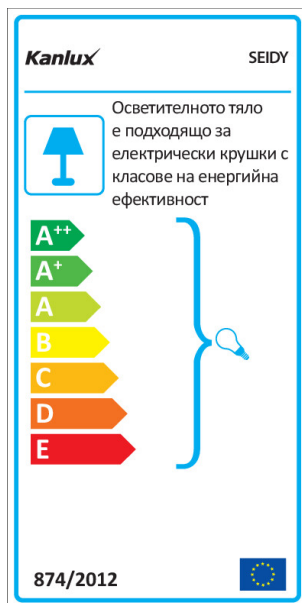 Kanlux SEIDY
Осветителното тяло
е подходящо за
електрически крушки с
класове на енергийна
ефективност
A++
A+
A
B
C
D
E
874/2012